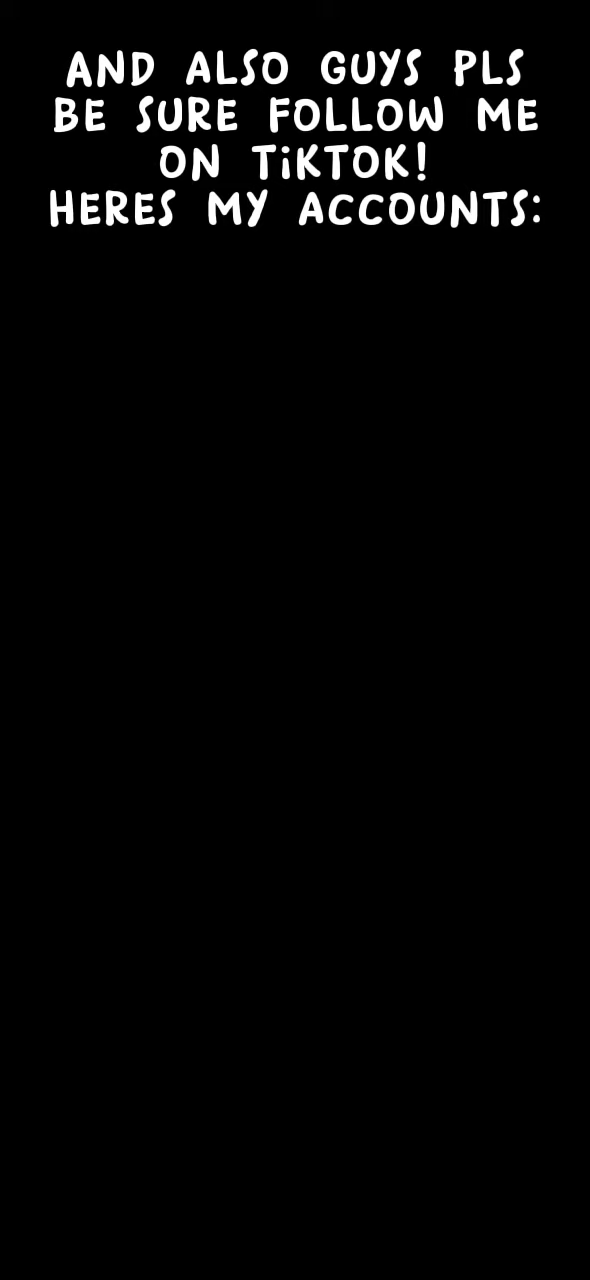 AND ALSO GUYS PLS
BE SURE FOLLOW ME
ON TiKTOK!
HERES MY ACCOUNTS: